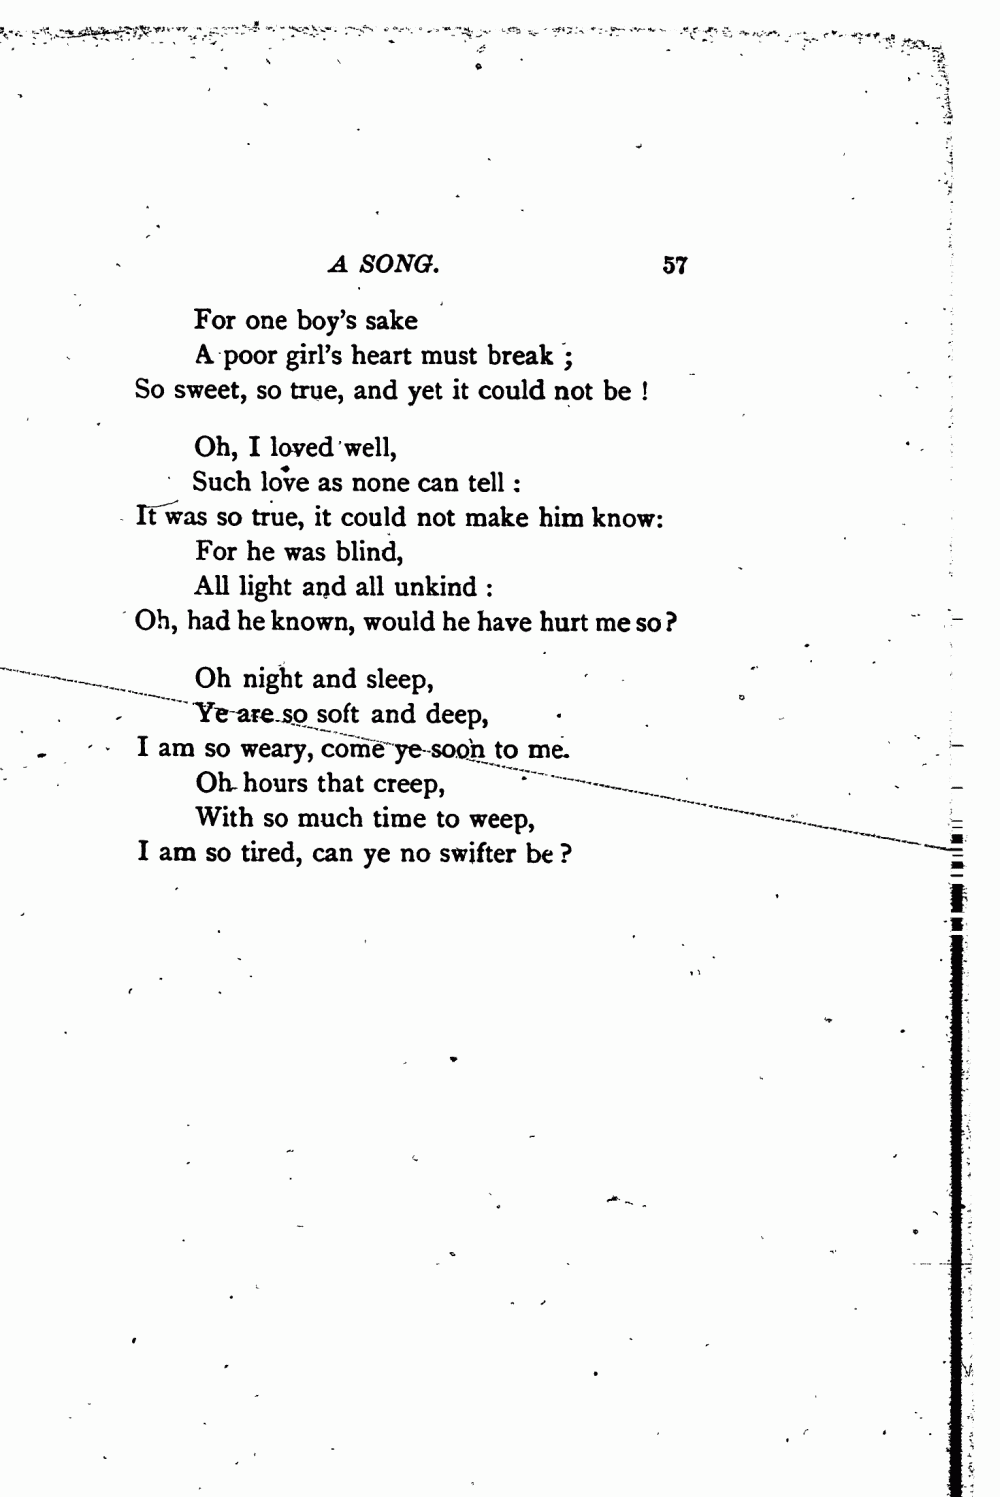 A SONG. 57
For one boy's sake
A poor girl's heart must break ;
So sweet, so true, and yet it could not be !
Oh, I loved well,
Such love as none can tell :
It was so true, it could not make him know:
For he was blind,
All light and all unkind :
Oh, had he known, would he have hurt me so?
Oh night and sleep,
Ye are so soft and deep,
I am so weary, come ye soon to me.
Oh hours that creep,
With so much time to weep,
I am so tired, can ye no swifter be ?